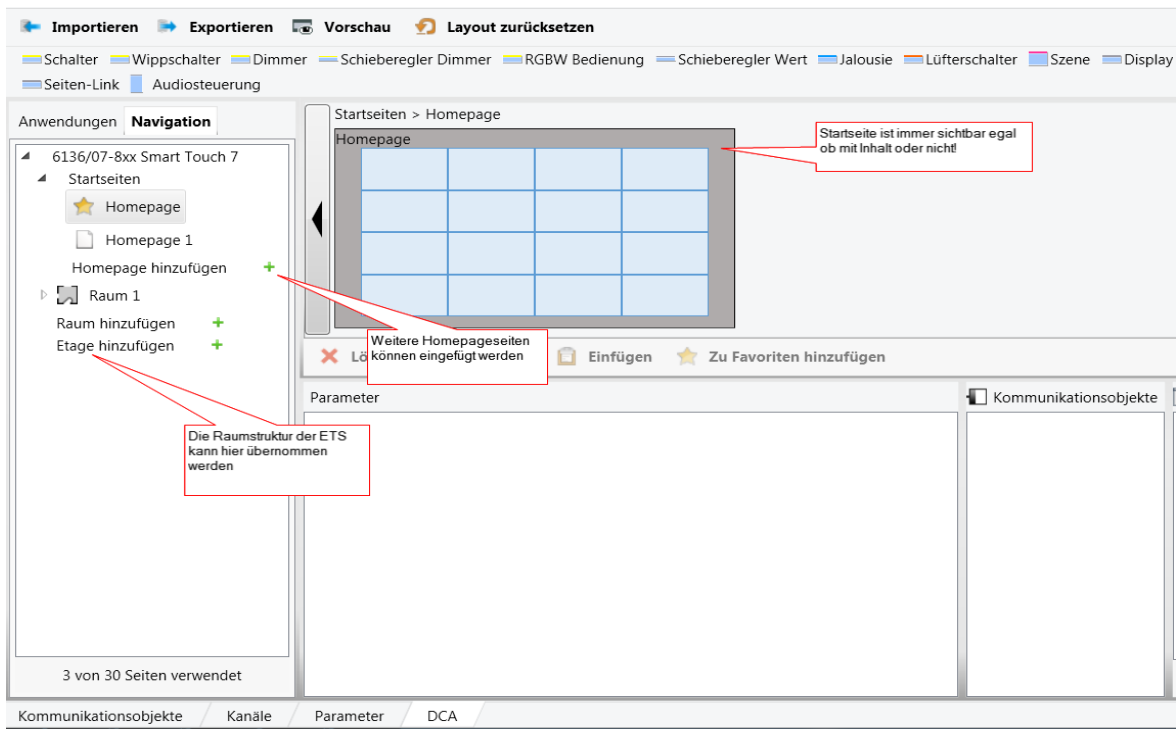 Importieren Exportieren Vorschau Layout zurücksetzen
Schalter Wippschalter Dimmer Schieberegler Dimmer RGBW Bedienung Schieberegler Wert Jalousie Lüfterschalter Szene Display
Seiten-Link Audiosteuerung
Anwendungen Navigation
6136/07-8xx Smart Touch 7
Startseiten
Homepage
Homepage 1
Homepage hinzufügen +
Raum 1
Raum hinzufügen +
Etage hinzufügen +
3 von 30 Seiten verwendet
Startseiten > Homepage
Homepage
Startseite ist immer sichtbar egal
ob mit Inhalt oder nicht!
Weitere Homepageseiten
können eingefügt werden
Einfügen Zu Favoriten hinzufügen
Die Raumstruktur der ETS
kann hier übernommen
werden
Parameter
Kommunikationsobjekte
Kommunikationsobjekte Kanäle Parameter DCA